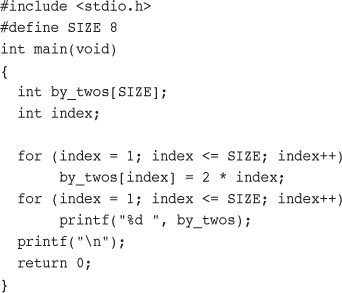 #include <stdio.h>
#define SIZE 8
int main(void)
{
  int by_twos[SIZE];
  int index;

  for (index = 1; index <= SIZE; index++)
       by_twos[index] = 2 * index;
  for (index = 1; index <= SIZE; index++)
       printf("%d ", by_twos);
  printf("\n");
  return 0;
}